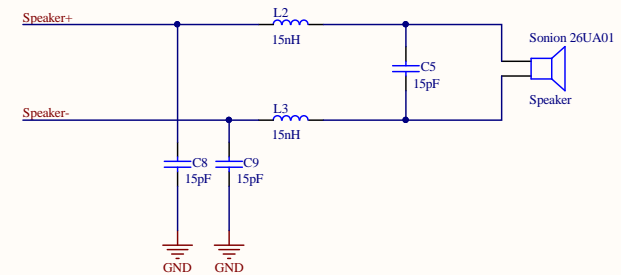 Speaker+
L2
15nH
Sonion 26UA01
C5
15pF
Speaker
Speaker-
L3
15nH
C8
15pF
C9
15pF
GND
GND